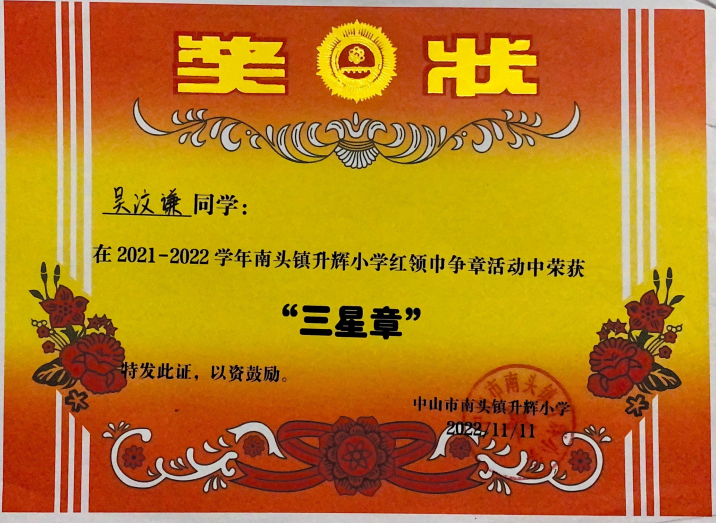 奖状
吴汶谦同学：
在2021-2022学年南头镇升辉小学红领巾争章活动中荣获
“三星章”
特发此证，以资鼓励。
中山市南头镇升辉小学
2022/11/11